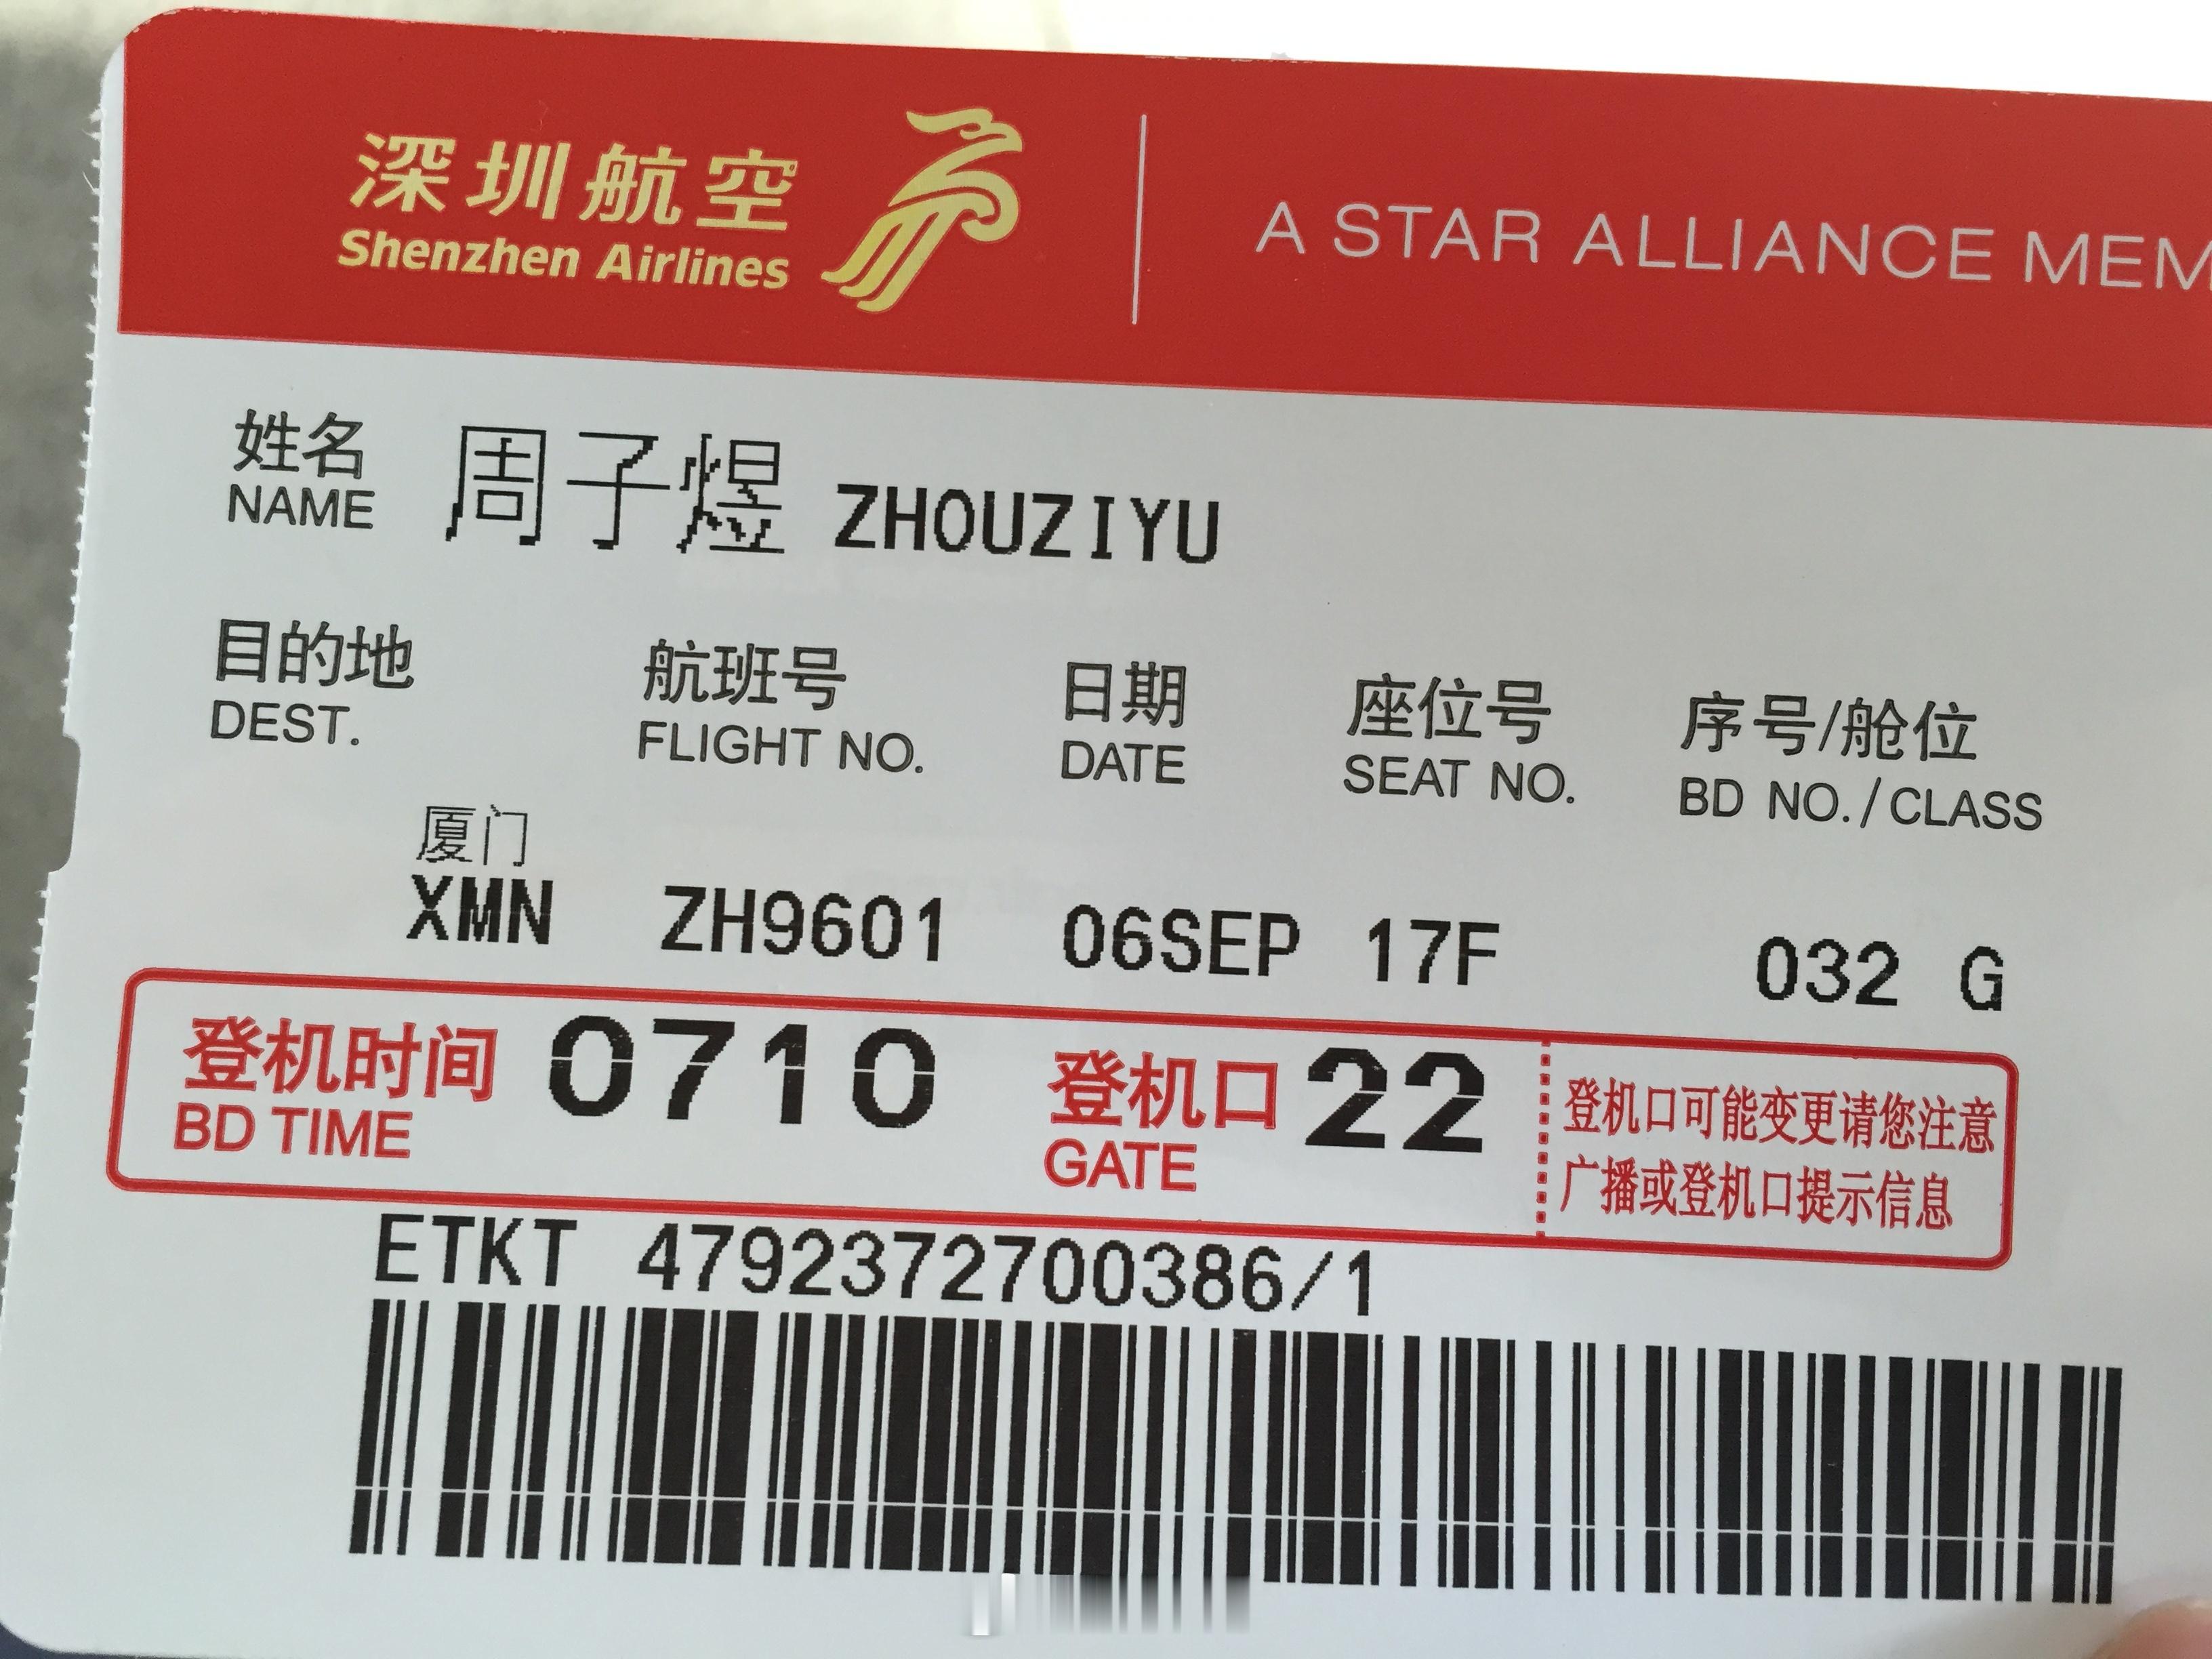 深圳航空
Shenzhen Airlines
A STAR ALLIANCE MEM
姓名 周子煜 ZHOUZIYU
NAME
目的地 航班号 日期 座位号 序号/舱位
DEST. FLIGHT NO. DATE SEAT NO. BD NO./CLASS
厦门
XMN ZH9601 06SEP 17F 032 G
登机时间 0710 登机口 22 登机口可能变更请您注意
BD TIME GATE 广播或登机口提示信息
ETKT 4792372700386/1